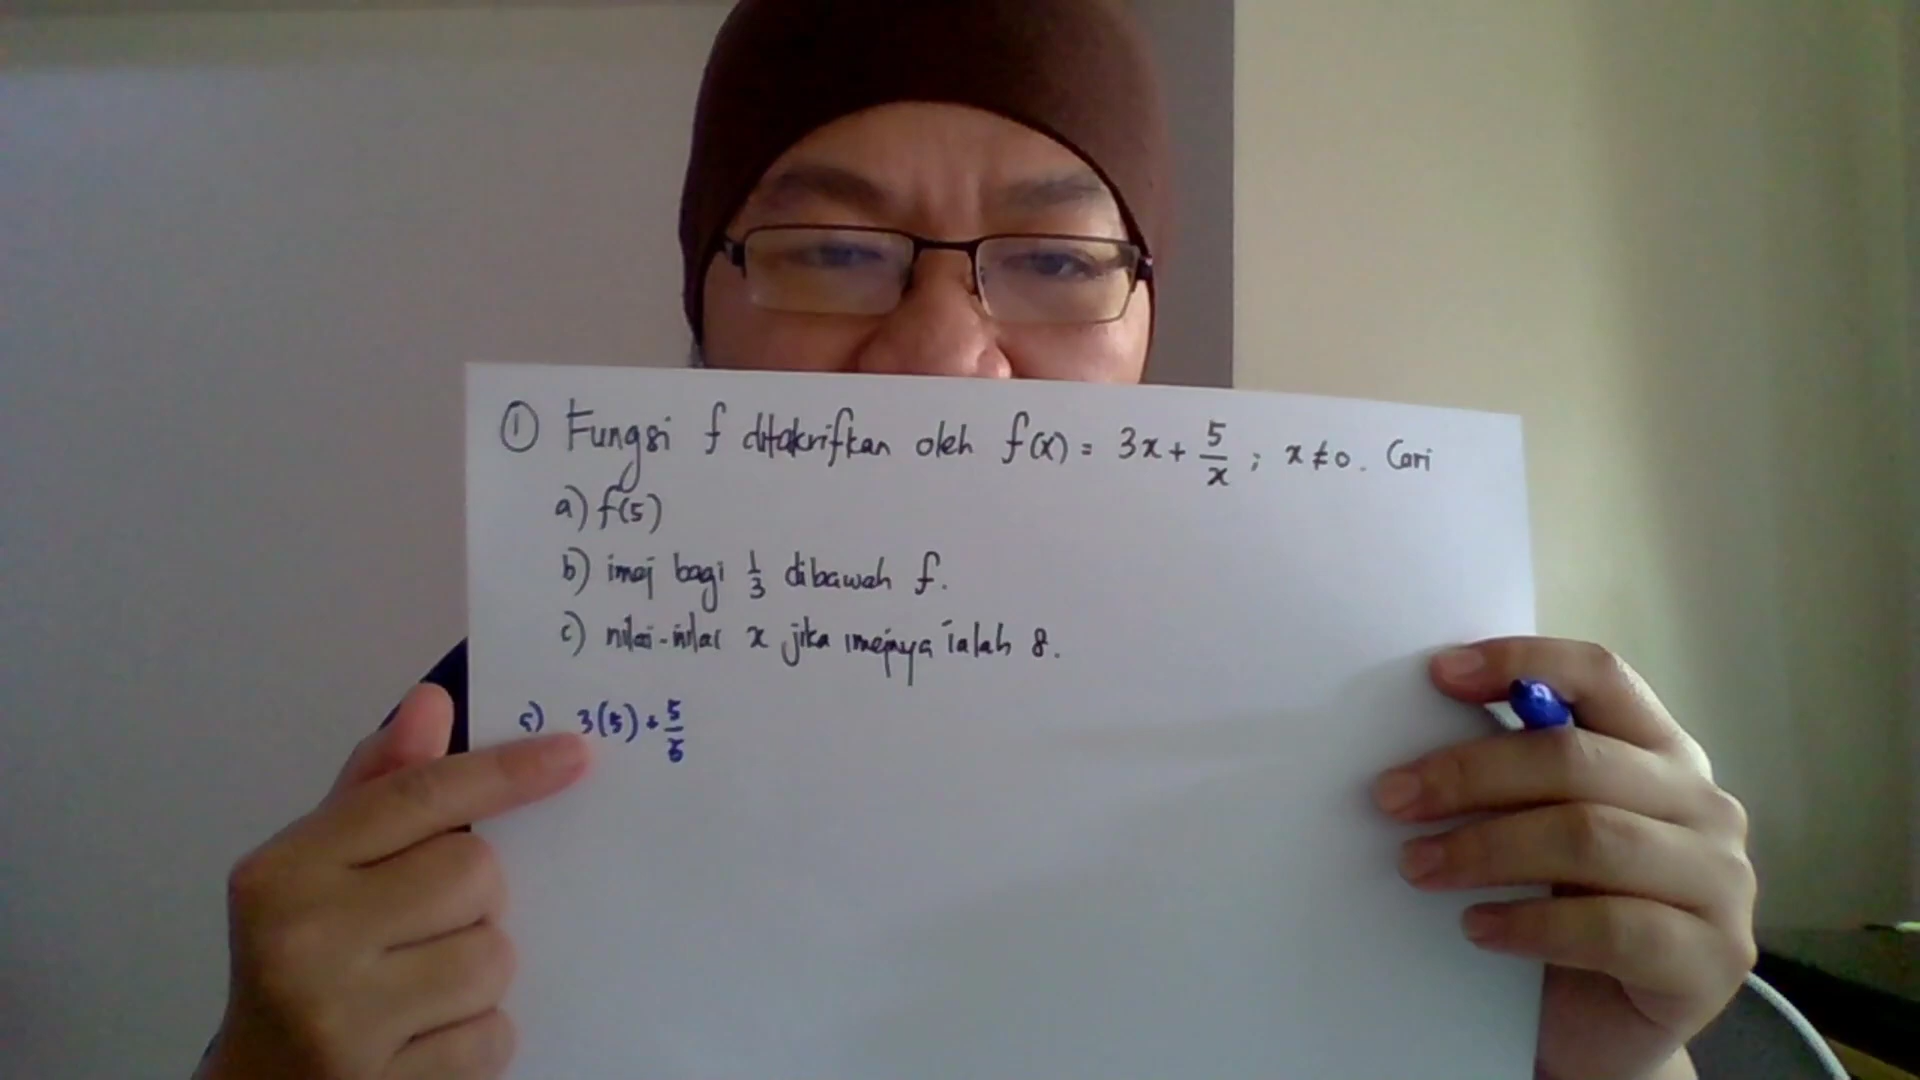 ① Fungsi f ditakrifkan oleh f(x) = 3x + 5/x ; x ≠ 0. Cari
a) f(5)
b) imej bagi 1/3 dibawah f.
c) nilai-nilai x jika imejnya ialah 8.
a) 3(5) + 5/5